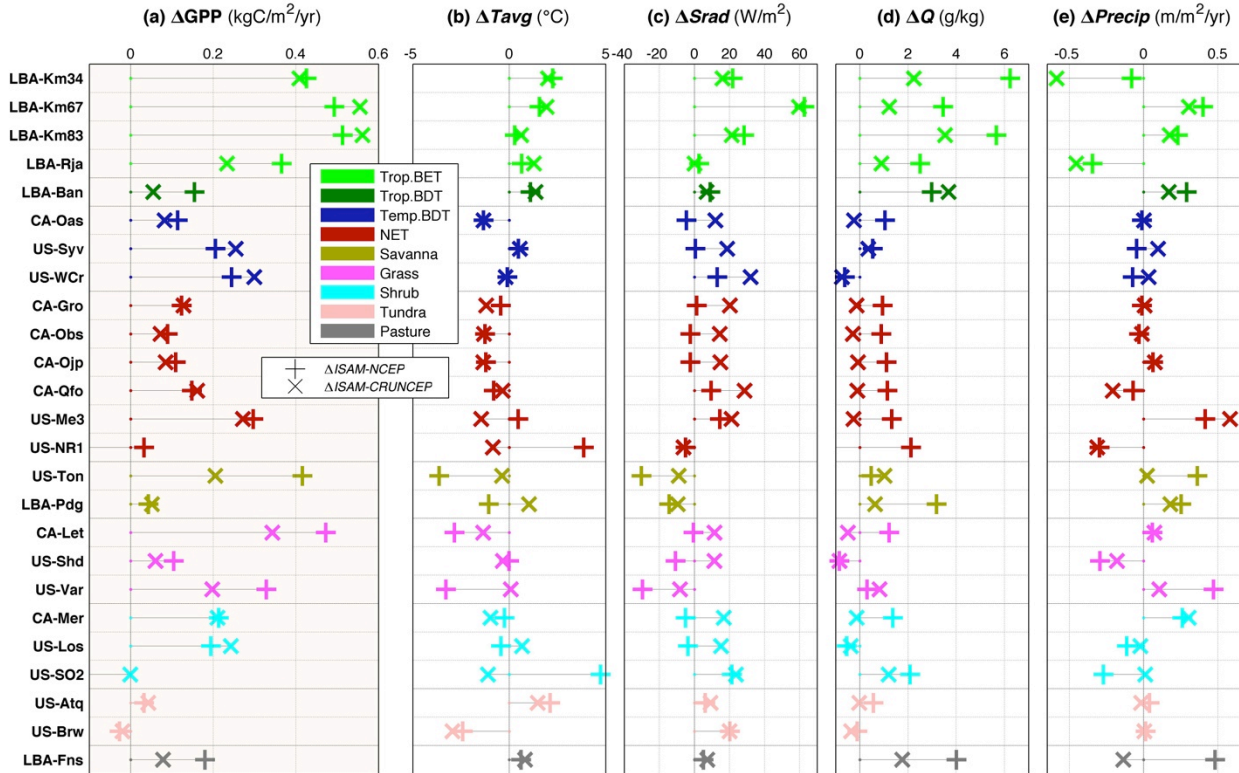 (a) ΔGPP (kgC/m²/yr) (b) ΔTavg (°C) (c) ΔSrad (W/m²) (d) ΔQ (g/kg) (e) ΔPrecip (m/m²/yr)
0 0.2 0.4 0.6 -5 0 5 -40 -20 0 20 40 60 0 2 4 6 -0.5 0 0.5
LBA-Km34
LBA-Km67
LBA-Km83
LBA-Rja
LBA-Ban
CA-Oas
US-Syv
US-WCr
CA-Gro
CA-Obs
CA-Ojp
CA-Qfo
US-Me3
US-NR1
US-Ton
LBA-Pdg
CA-Let
US-Shd
US-Var
CA-Mer
US-Los
US-SO2
US-Atq
US-Brw
LBA-Fns
Trop.BET
Trop.BDT
Temp.BDT
NET
Savanna
Grass
Shrub
Tundra
Pasture
ΔISAM-NCEP
ΔISAM-CRUNCEP